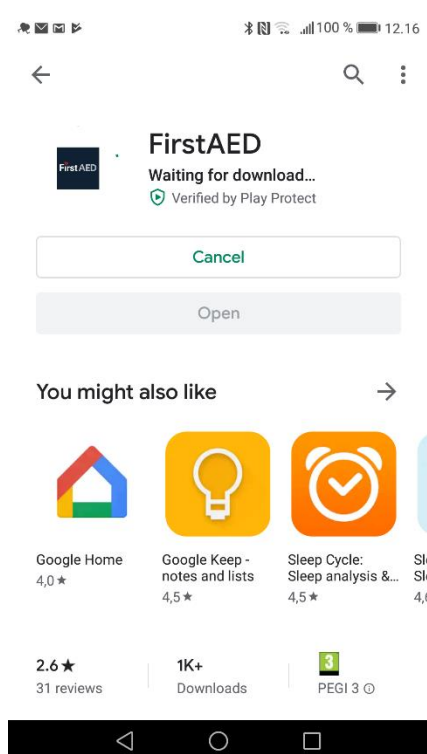 100 % 12.16
First AED
FirstAED
Waiting for download...
Verified by Play Protect
Cancel
Open
You might also like
Google Home
4,0 ★
Google Keep -
notes and lists
4,5 ★
Sleep Cycle:
Sleep analysis &...
4,5 ★
2.6 ★
31 reviews
1K+
Downloads
3
PEGI 3